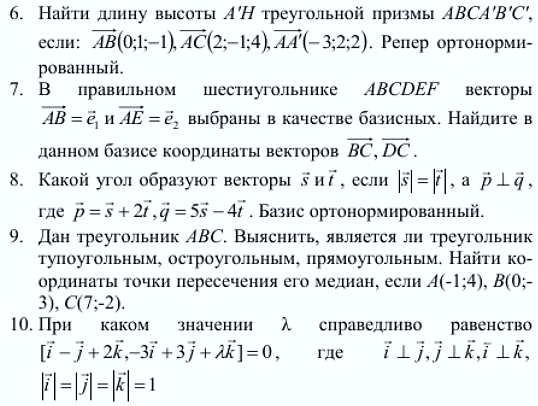 6. Найти длину высоты A'H треугольной призмы ABCA'B'C',
если: $\overrightarrow{AB}(0;1;-1), \overrightarrow{AC}(2;-1;4), \overrightarrow{AA'}(-3;2;2)$. Репер ортонорми-
рованный.
7. В правильном шестиугольнике ABCDEF векторы
$\overrightarrow{AB} = \vec{e}_1$ и $\overrightarrow{AE} = \vec{e}_2$ выбраны в качестве базисных. Найдите в
данном базисе координаты векторов $\overrightarrow{BC}, \overrightarrow{DC}$.
8. Какой угол образуют векторы $\vec{s}$ и $\vec{t}$, если $|\vec{s}| = |\vec{t}|$, а $\vec{p} \perp \vec{q}$,
где $\vec{p} = \vec{s} + 2\vec{t}, \vec{q} = 5\vec{s} - 4\vec{t}$. Базис ортонормированный.
9. Дан треугольник ABC. Выяснить, является ли треугольник
тупоугольным, остроугольным, прямоугольным. Найти ко-
ординаты точки пересечения его медиан, если A(-1;4), B(0;-
3), C(7;-2).
10. При каком значении λ справедливо равенство
$[\vec{i} - \vec{j} + 2\vec{k}, -3\vec{i} + 3\vec{j} + \lambda\vec{k}] = 0$, где $\vec{i} \perp \vec{j}, \vec{j} \perp \vec{k}, \vec{i} \perp \vec{k}$,
$|\vec{i}| = |\vec{j}| = |\vec{k}| = 1$